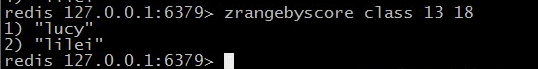 redis 127.0.0.1:6379> zrangebyscore class 13 18
1) "lucy"
2) "lilei"
redis 127.0.0.1:6379>